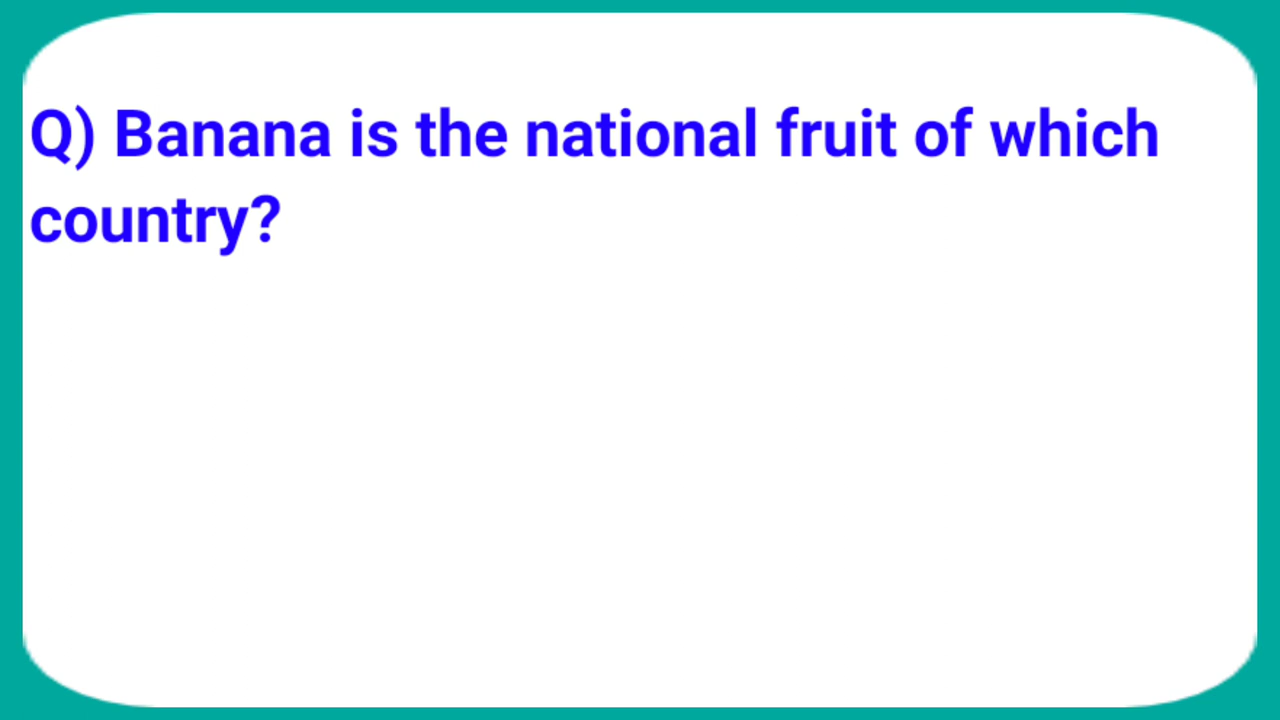 Q) Banana is the national fruit of which
country?